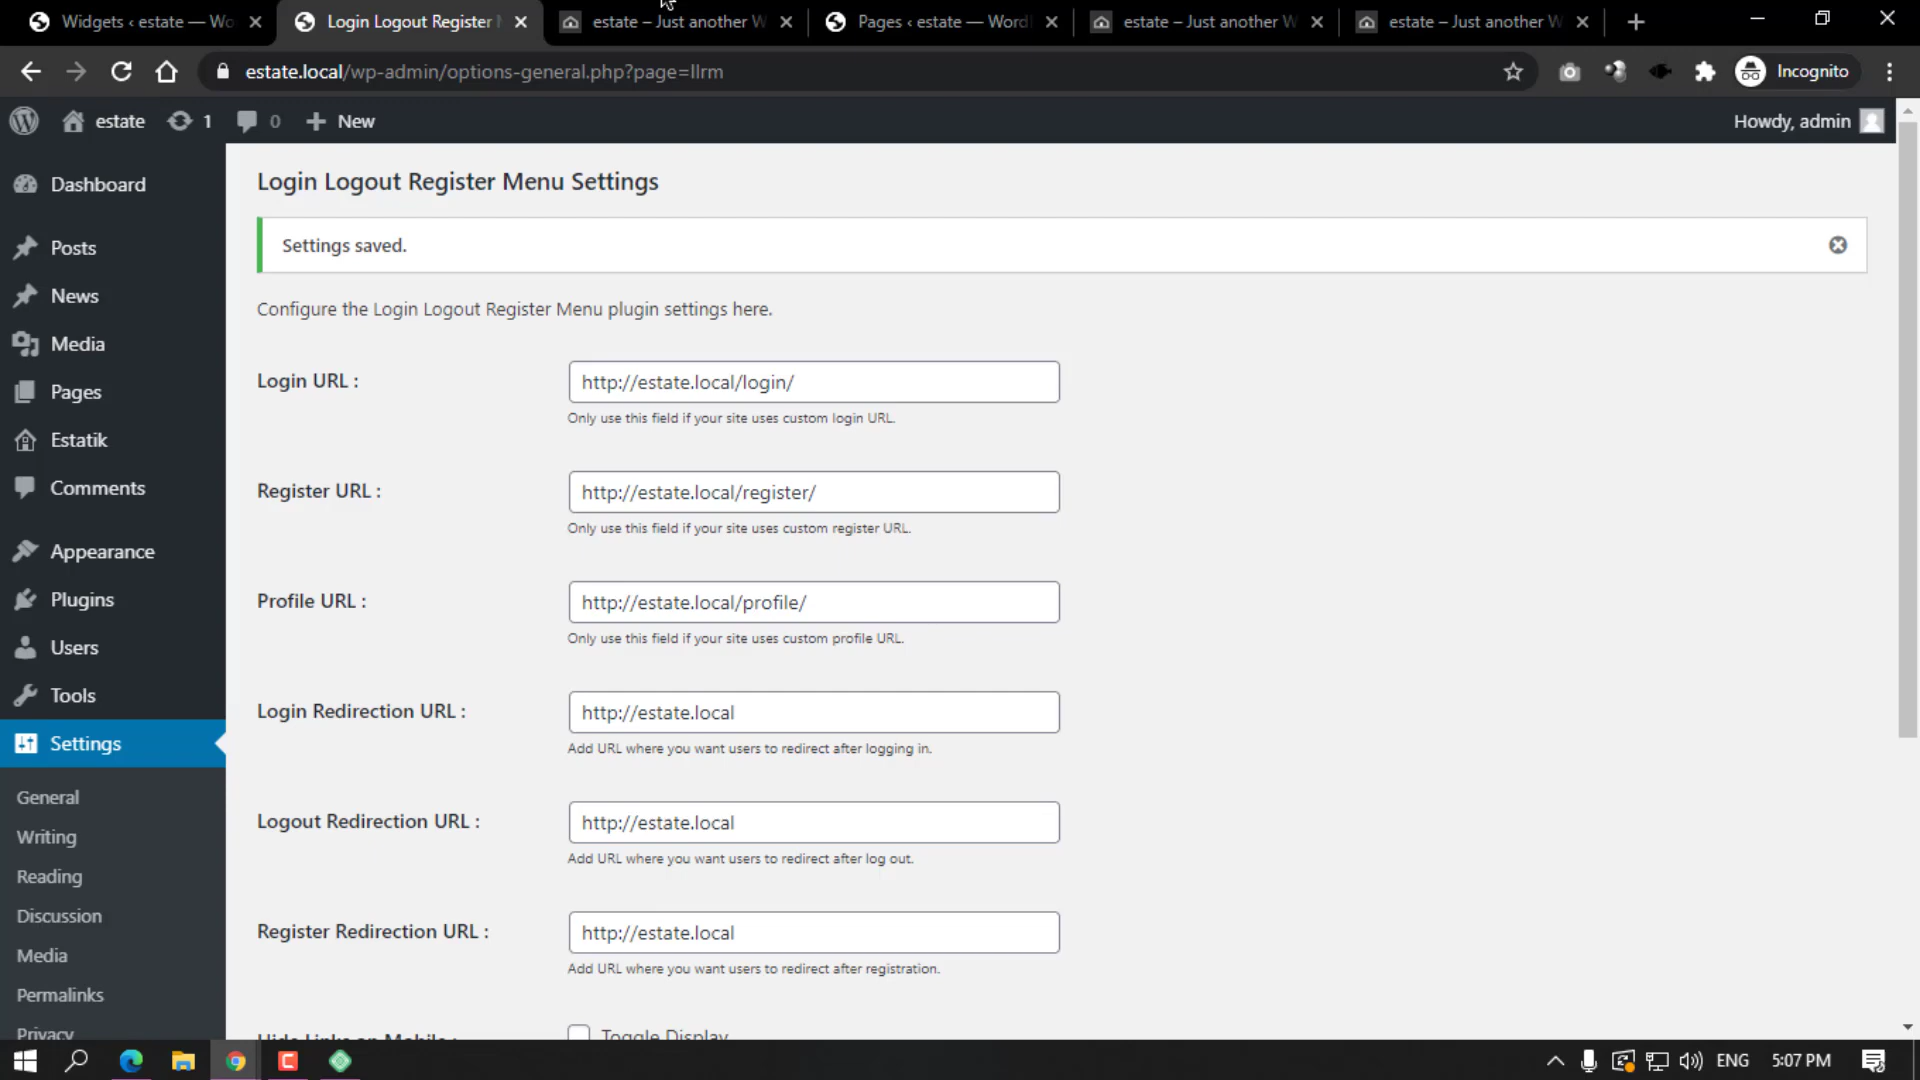 Widgets ‹ estate — Wo
Login Logout Register
estate – Just another W
Pages ‹ estate — Word
estate – Just another W
estate – Just another W
estate.local/wp-admin/options-general.php?page=llrm
Incognito
estate
1
0
New
Howdy, admin
Dashboard
Posts
News
Media
Pages
Estatik
Comments
Appearance
Plugins
Users
Tools
Settings
General
Writing
Reading
Discussion
Media
Permalinks
Privacy
Login Logout Register Menu Settings
Settings saved.
Configure the Login Logout Register Menu plugin settings here.
Login URL :
http://estate.local/login/
Only use this field if your site uses custom login URL.
Register URL :
http://estate.local/register/
Only use this field if your site uses custom register URL.
Profile URL :
http://estate.local/profile/
Only use this field if your site uses custom profile URL.
Login Redirection URL :
http://estate.local
Add URL where you want users to redirect after logging in.
Logout Redirection URL :
http://estate.local
Add URL where you want users to redirect after log out.
Register Redirection URL :
http://estate.local
Add URL where you want users to redirect after registration.
Hide Links on Mobile :
Toggle Display
ENG
5:07 PM